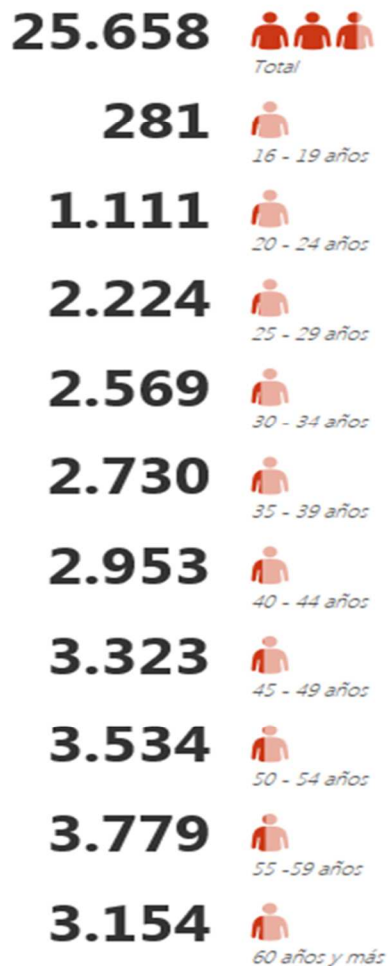 25.658
Total
281
16 - 19 años
1.111
20 - 24 años
2.224
25 - 29 años
2.569
30 - 34 años
2.730
35 - 39 años
2.953
40 - 44 años
3.323
45 - 49 años
3.534
50 - 54 años
3.779
55 -59 años
3.154
60 años y más